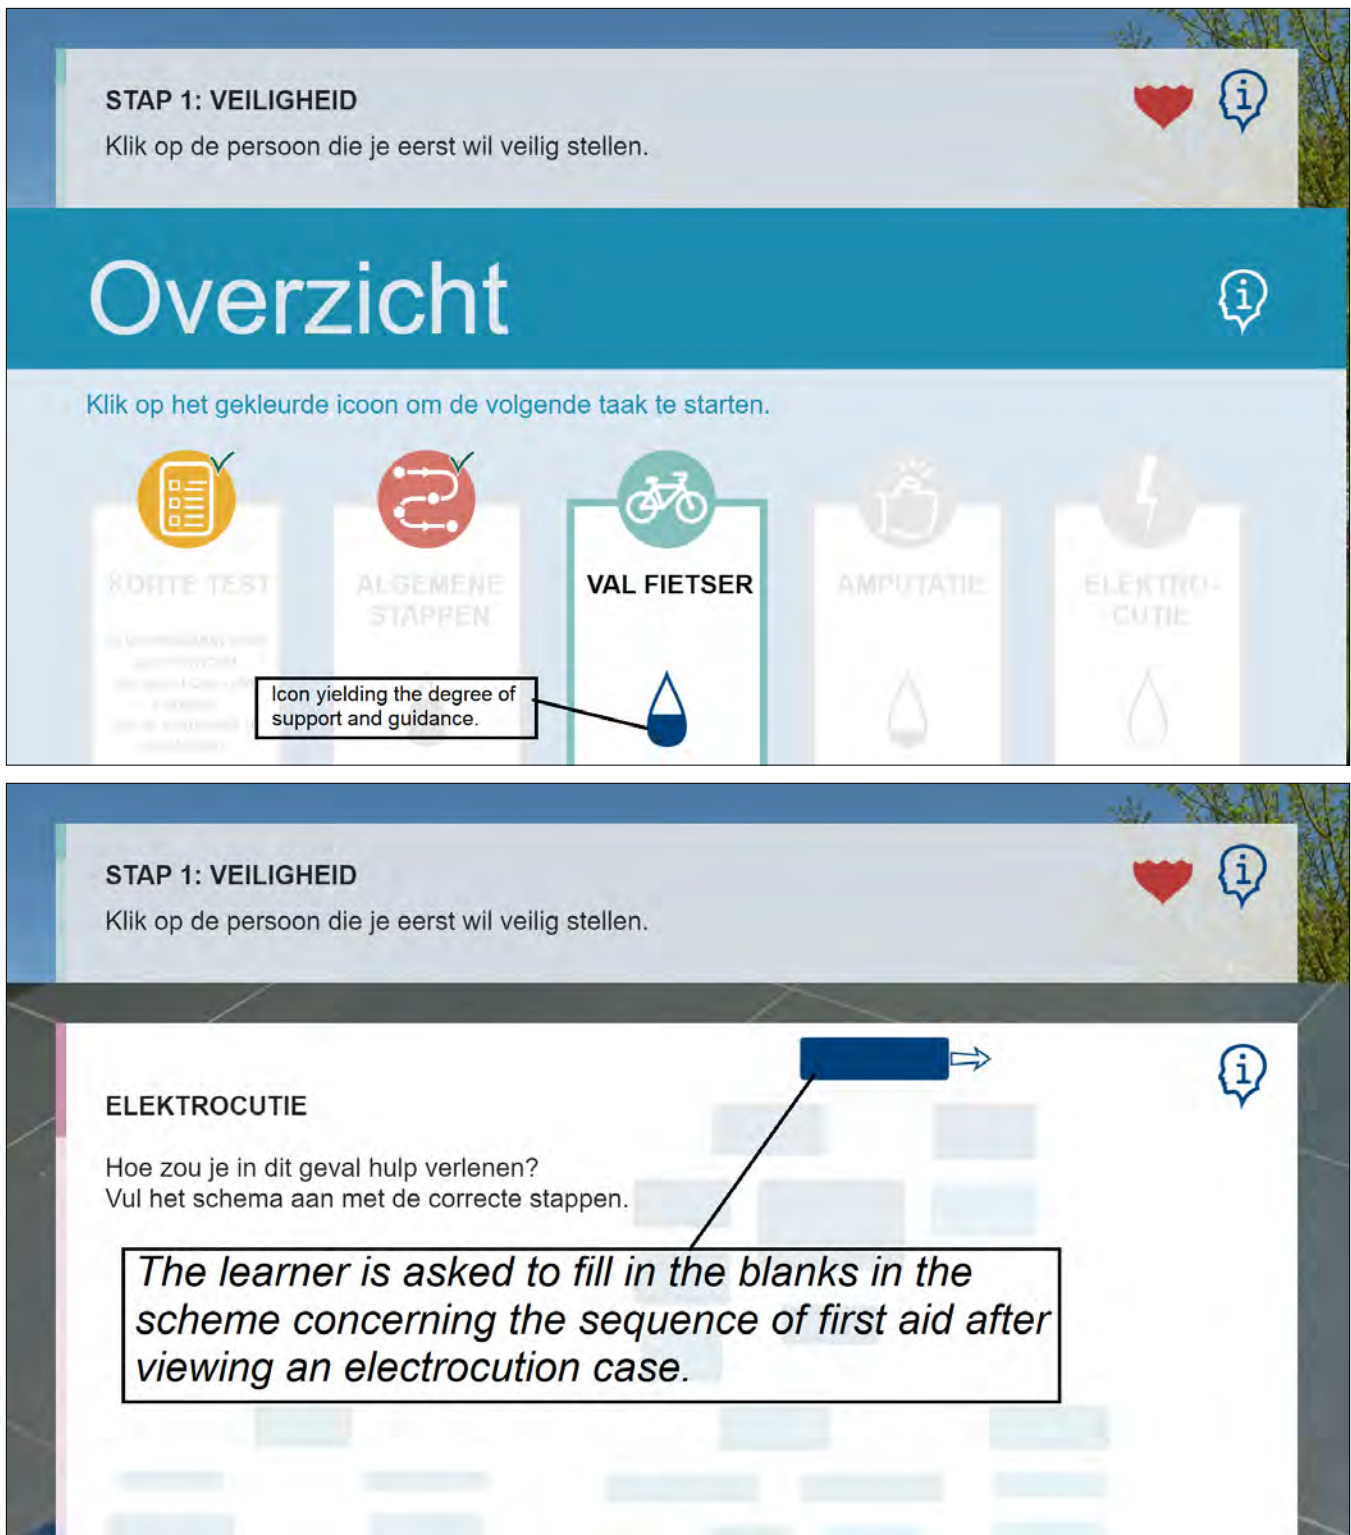 STAP 1: VEILIGHEID
Klik op de persoon die je eerst wil veilig stellen.
Overzicht
Klik op het gekleurde icoon om de volgende taak te starten.
KORTE TEST
ALGEMENE
STAPPEN
VAL FIETSER
AMPUTATIE
ELEKTRO-
-CUTIE
Icon yielding the degree of
support and guidance.
STAP 1: VEILIGHEID
Klik op de persoon die je eerst wil veilig stellen.
ELEKTROCUTIE
Hoe zou je in dit geval hulp verlenen?
Vul het schema aan met de correcte stappen.
The learner is asked to fill in the blanks in the
scheme concerning the sequence of first aid after
viewing an electrocution case.